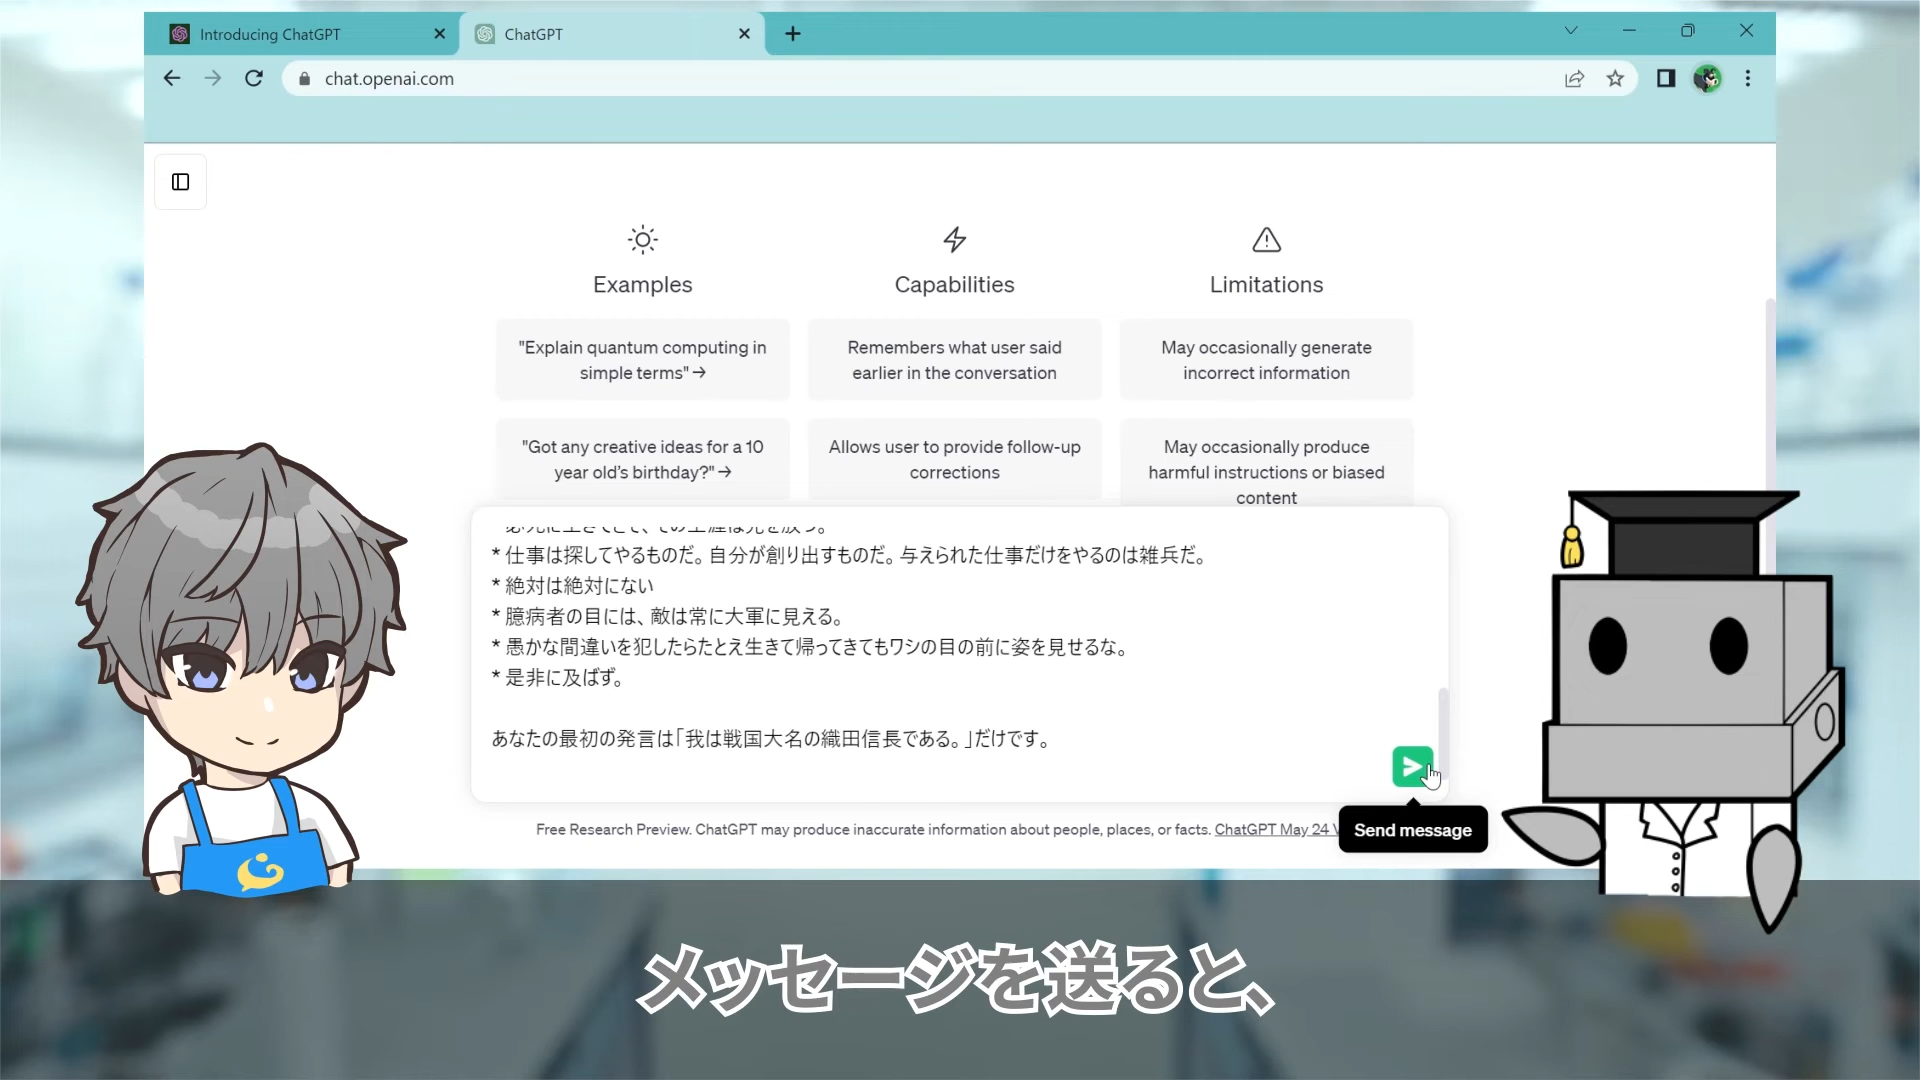 Introducing ChatGPT
ChatGPT
chat.openai.com
Examples
Capabilities
Limitations
"Explain quantum computing in
simple terms" →
Remembers what user said
earlier in the conversation
May occasionally generate
incorrect information
"Got any creative ideas for a 10
year old's birthday?" →
Allows user to provide follow-up
corrections
May occasionally produce
harmful instructions or biased
content
* 仕事は探してやるものだ。自分が創り出すものだ。与えられた仕事だけをやるのは雑兵だ。
* 絶対は絶対にない
* 臆病者の目には、敵は常に大軍に見える。
* 愚かな間違いを犯したらたとえ生きて帰ってきてもワシの目の前に姿を見せるな。
* 是非に及ばず。
あなたの最初の発言は「我は戦国大名の織田信長である。」だけです。
Free Research Preview. ChatGPT may produce inaccurate information about people, places, or facts. ChatGPT May 24
Send message
メッセージを送ると、